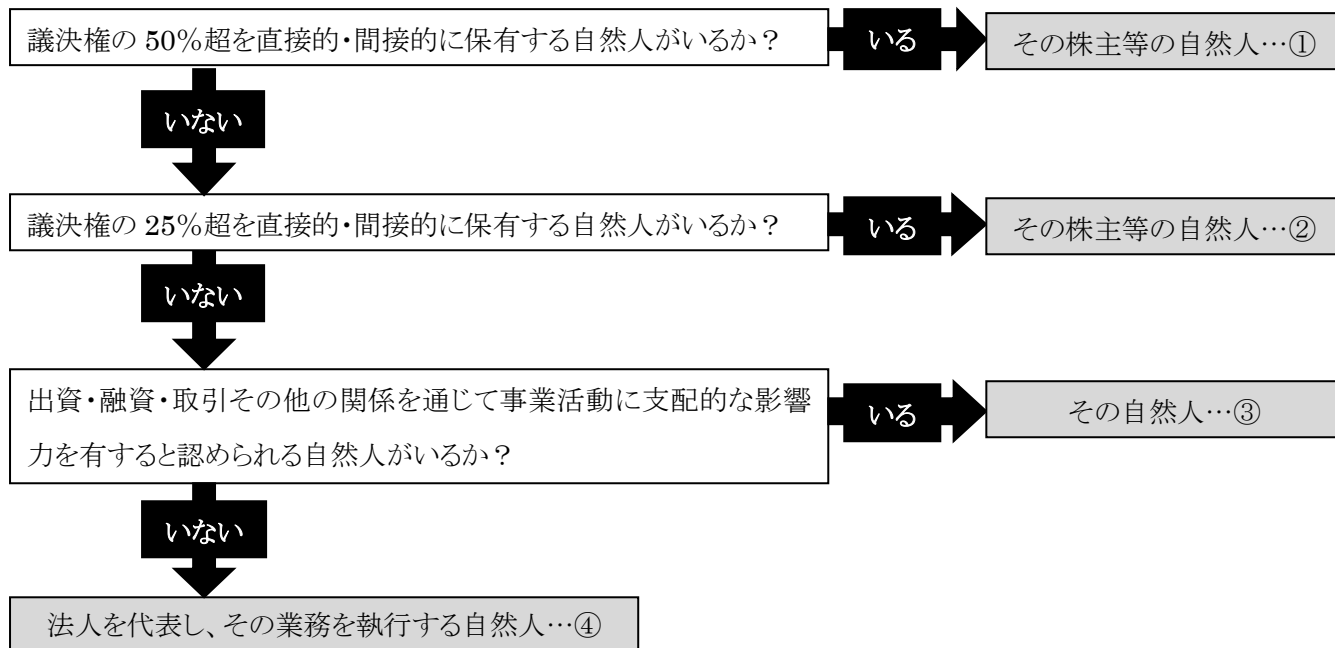 議決権の 50％超を直接的・間接的に保有する自然人がいるか？
いる
その株主等の自然人…①
いない
議決権の 25％超を直接的・間接的に保有する自然人がいるか？
いる
その株主等の自然人…②
いない
出資・融資・取引その他の関係を通じて事業活動に支配的な影響
力を有すると認められる自然人がいるか？
いる
その自然人…③
いない
法人を代表し、その業務を執行する自然人…④